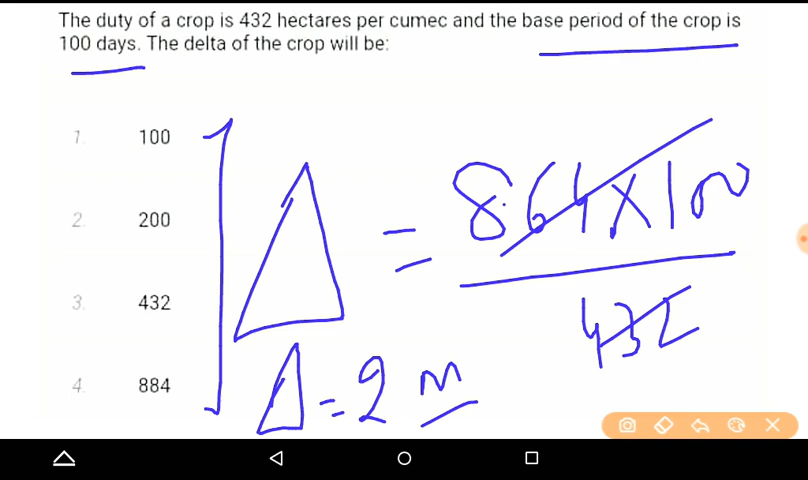 The duty of a crop is 432 hectares per cumec and the base period of the crop is
100 days. The delta of the crop will be:
1. 100
2. 200
3. 432
4. 884
Δ = 8.64 X 100
432
Δ = 2 m